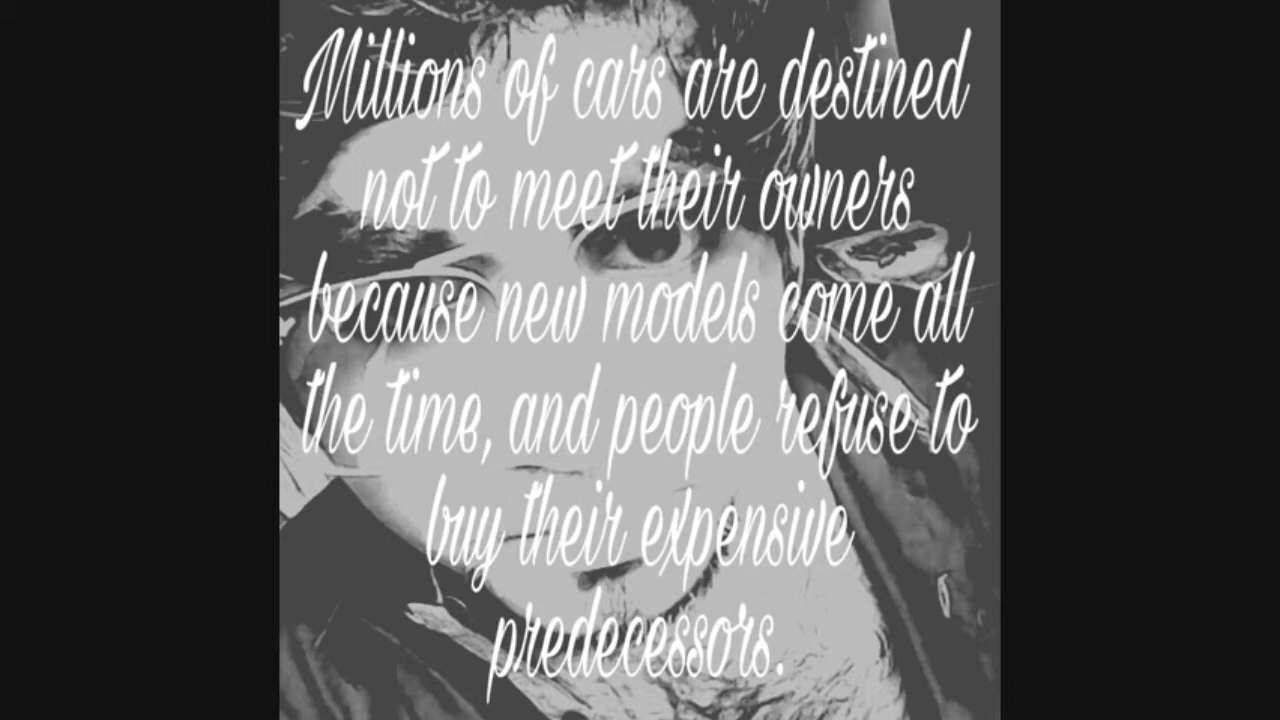 Millions of cars are destined
not to meet their owners
because new models come all
the time, and people refuse to
buy their expensive
predecessors.